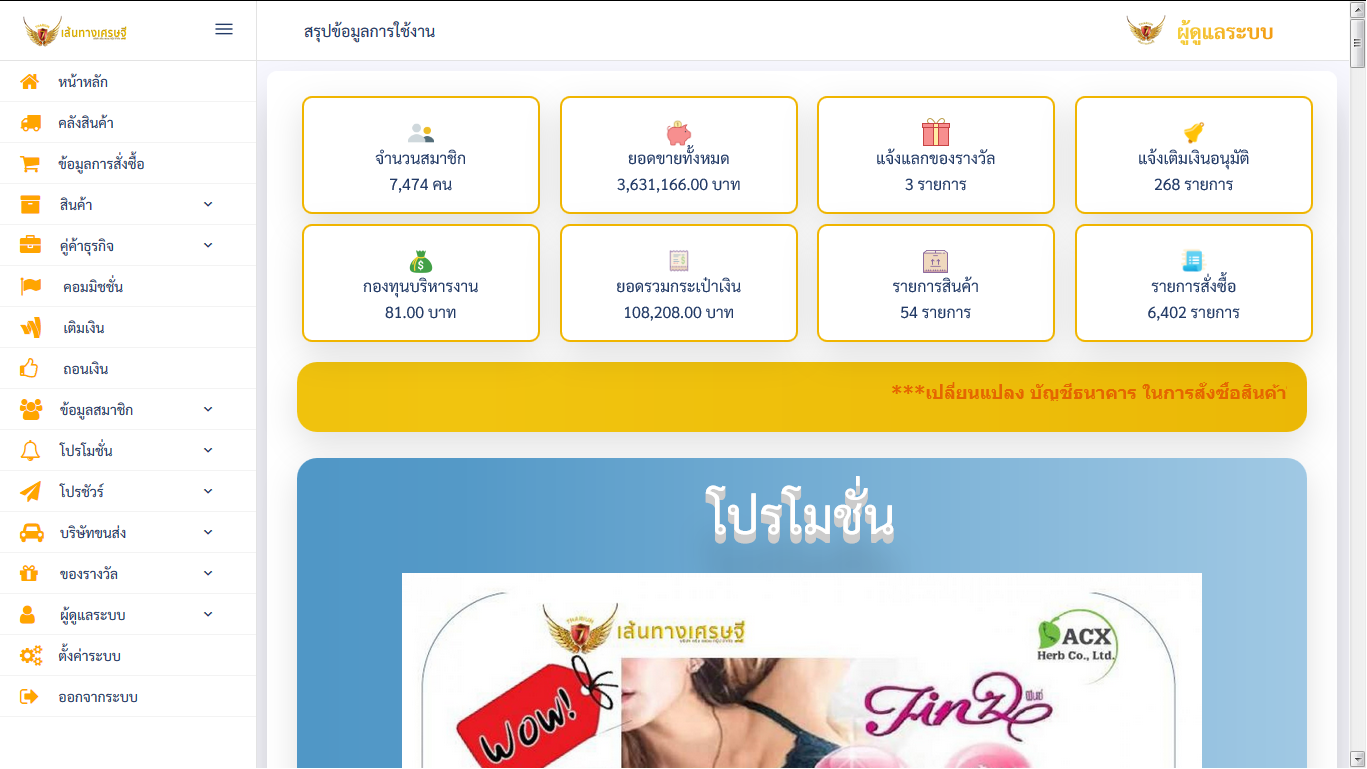 เส้นทางเศรษฐี
สรุปข้อมูลการใช้งาน
ผู้ดูแลระบบ
หน้าหลัก
คลังสินค้า
ข้อมูลการสั่งซื้อ
สินค้า
คู่ค้าธุรกิจ
คอมมิชชั่น
เติมเงิน
ถอนเงิน
ข้อมูลสมาชิก
โปรโมชั่น
โปรชัวร์
บริษัทขนส่ง
ของรางวัล
ผู้ดูแลระบบ
ตั้งค่าระบบ
ออกจากระบบ
จำนวนสมาชิก
7,474 คน
ยอดขายทั้งหมด
3,631,166.00 บาท
แจ้งแลกของรางวัล
3 รายการ
แจ้งเติมเงินอนุมัติ
268 รายการ
กองทุนบริหารงาน
81.00 บาท
ยอดรวมกระเป๋าเงิน
108,208.00 บาท
รายการสินค้า
54 รายการ
รายการสั่งซื้อ
6,402 รายการ
***เปลี่ยนแปลง บัญชีธนาคาร ในการสั่งซื้อสินค้า
โปรโมชั่น
เส้นทางเศรษฐี
ACX
Herb Co., Ltd.
WOW!
FinZ
ฟินซ์